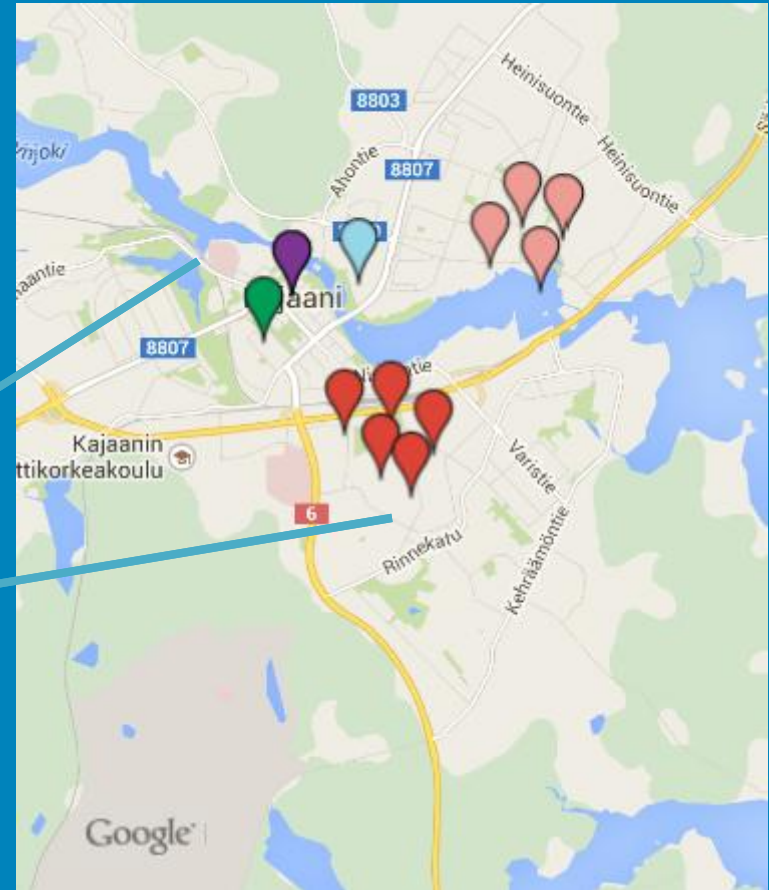 Heinisuontie
8803
Ahontie
8807
Heinisuontie
8807
Kajaanin
ttikorkeakoulu
Varistie
6
Rinnekatu
Kehräämöntie
Google